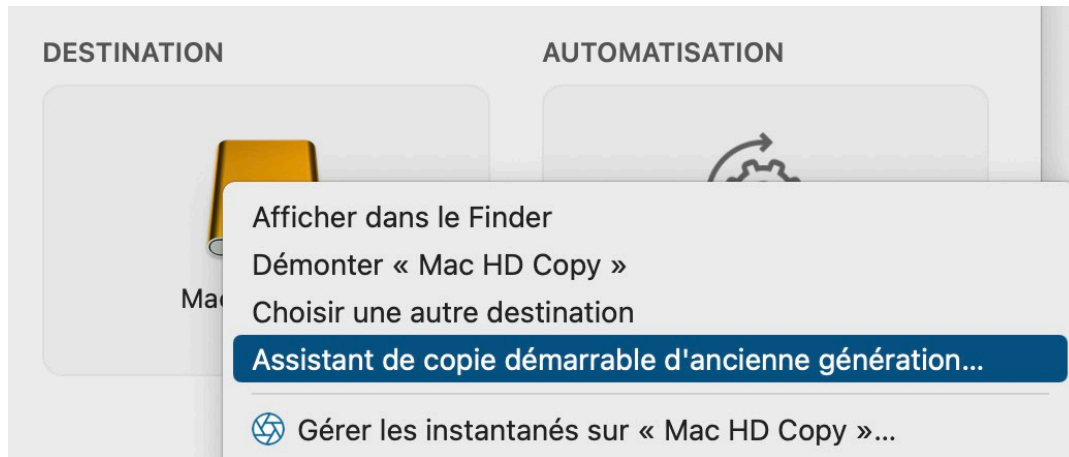 DESTINATION
AUTOMATISATION
Afficher dans le Finder
Démonter « Mac HD Copy »
Mac
Choisir une autre destination
Assistant de copie démarrable d'ancienne génération...
Gérer les instantanés sur « Mac HD Copy »...